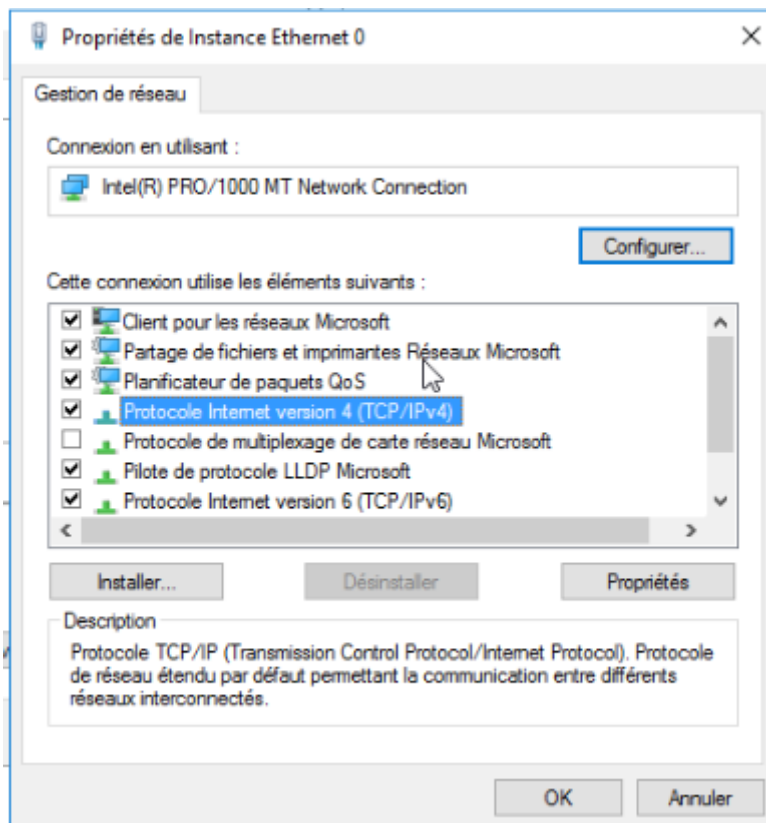 Propriétés de Instance Ethernet 0
Gestion de réseau
Connexion en utilisant :
Intel(R) PRO/1000 MT Network Connection
Configurer...
Cette connexion utilise les éléments suivants :
Client pour les réseaux Microsoft
Partage de fichiers et imprimantes Réseaux Microsoft
Planificateur de paquets QoS
Protocole Internet version 4 (TCP/IPv4)
Protocole de multiplexage de carte réseau Microsoft
Pilote de protocole LLDP Microsoft
Protocole Internet version 6 (TCP/IPv6)
Installer...
Désinstaller
Propriétés
Description
Protocole TCP/IP (Transmission Control Protocol/Internet Protocol). Protocole
de réseau étendu par défaut permettant la communication entre différents
réseaux interconnectés.
OK
Annuler